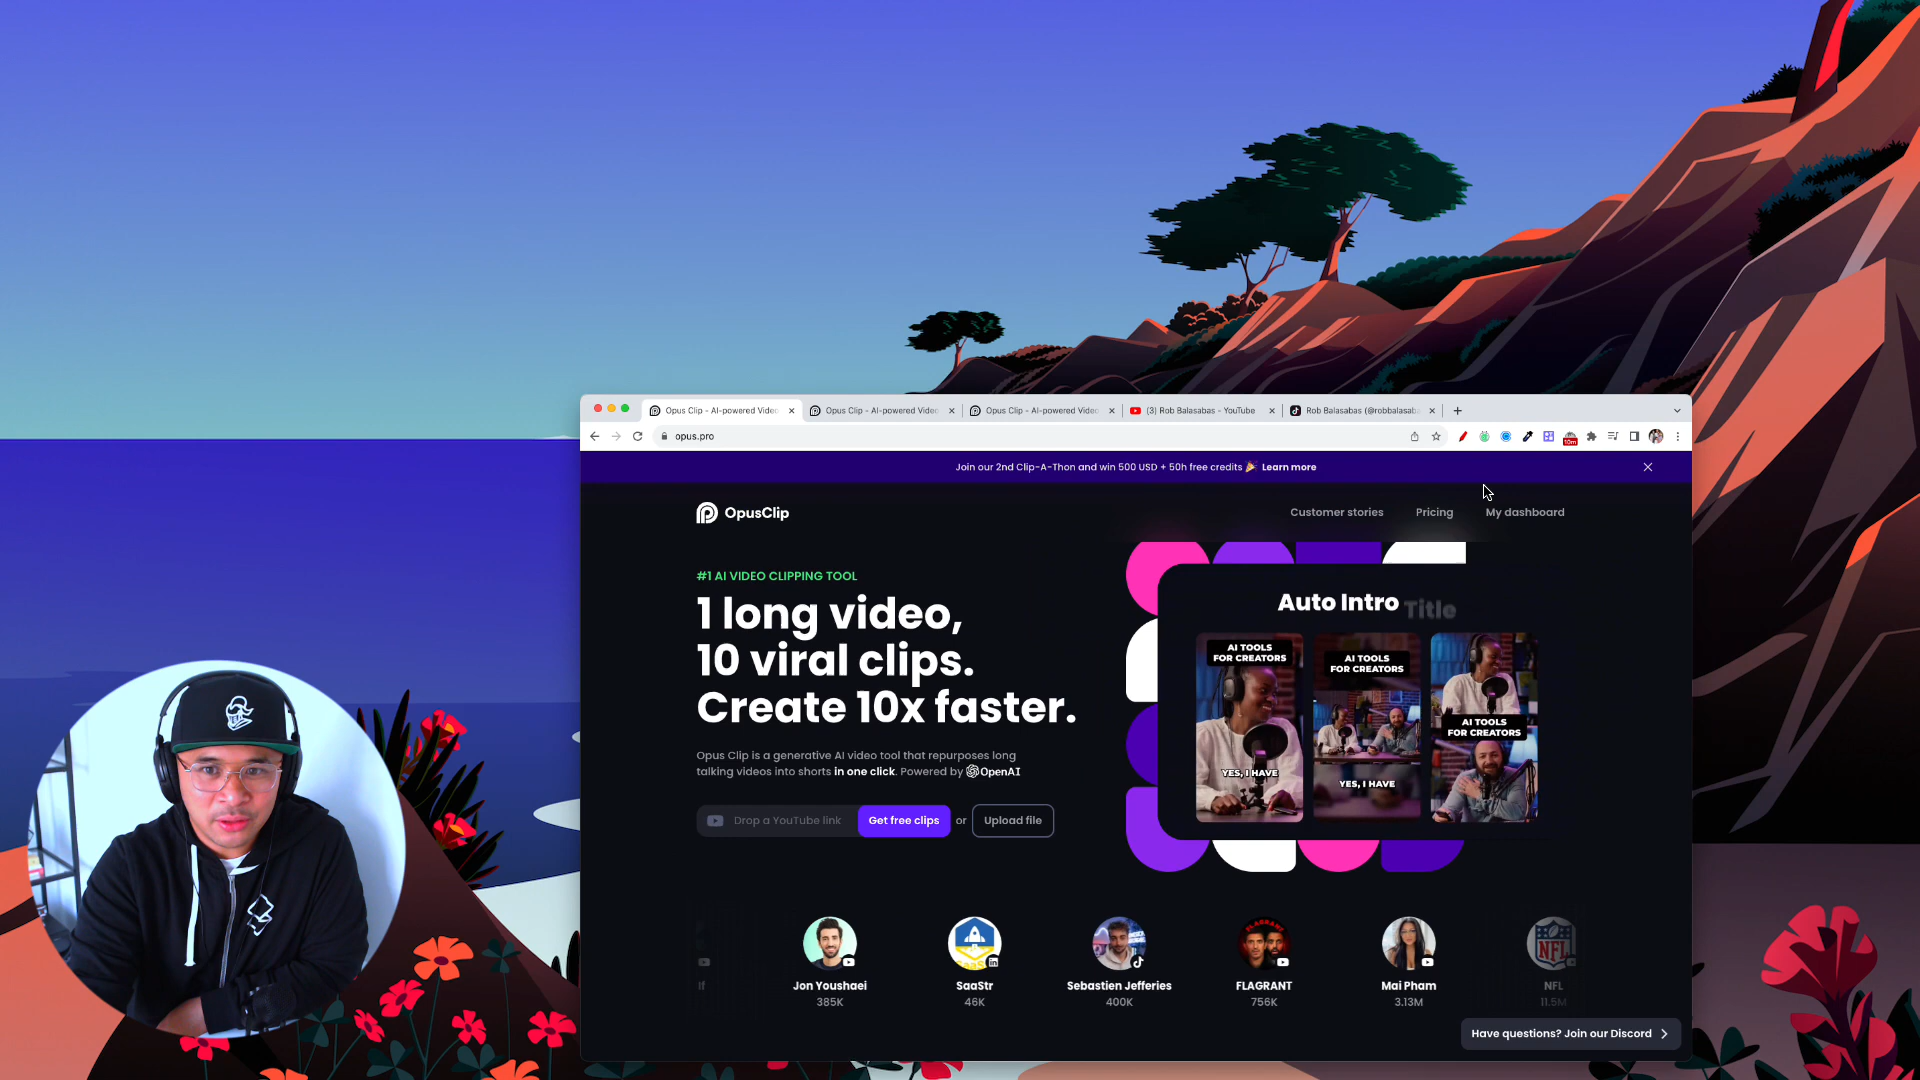 Opus Clip - AI-powered Video
Opus Clip - AI-powered Video
Opus Clip - AI-powered Video
(3) Rob Balasabas - YouTube
Rob Balasabas (@robbalasab
opus.pro
10m
Join our 2nd Clip-A-Thon and win 500 USD + 50h free credits 🎉 Learn more
OpusClip
Customer stories
Pricing
My dashboard
#1 AI VIDEO CLIPPING TOOL
1 long video,
10 viral clips.
Create 10x faster.
Opus Clip is a generative AI video tool that repurposes long
talking videos into shorts in one click. Powered by OpenAI
Drop a YouTube link
Get free clips
or
Upload file
Auto Intro Title
AI TOOLS
FOR CREATORS
YES, I HAVE
AI TOOLS
FOR CREATORS
YES, I HAVE
AI TOOLS
FOR CREATORS
lf
Jon Youshaei
385K
SaaStr
46K
Sebastien Jefferies
400K
FLAGRANT
756K
Mai Pham
3.13M
NFL
NFL
11.5M
Have questions? Join our Discord